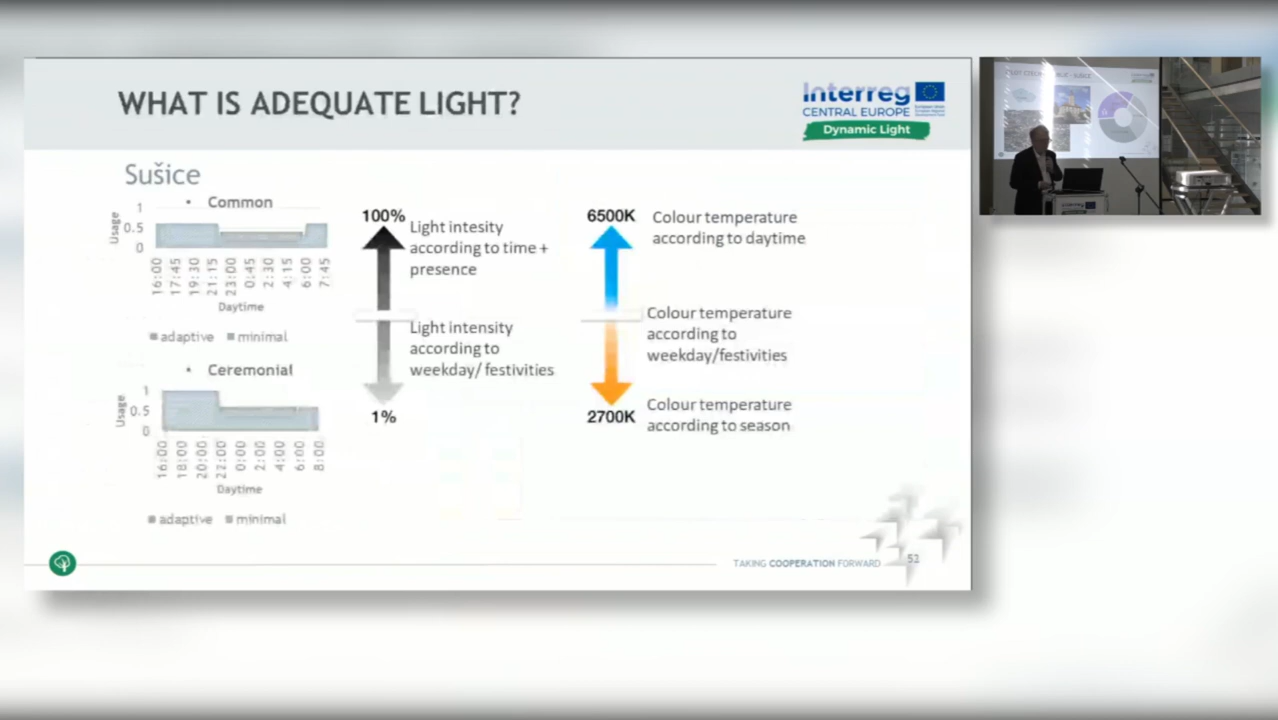 WHAT IS ADEQUATE LIGHT?
Interreg
CENTRAL EUROPE
Dynamic Light
Sušice
• Common
Usage
1
0.5
0
16:00
17:45
19:30
21:15
23:00
0:45
2:30
4:15
6:00
7:45
Daytime
adaptive minimal
• Ceremonial
Usage
1
0.5
0
16:00
18:00
20:00
22:00
0:00
2:00
4:00
6:00
8:00
Daytime
adaptive minimal
100%
Light intesity
according to time +
presence
Light intensity
according to
weekday/ festivities
1%
6500K
Colour temperature
according to daytime
Colour temperature
according to
weekday/festivities
2700K
Colour temperature
according to season
TAKING COOPERATION FORWARD